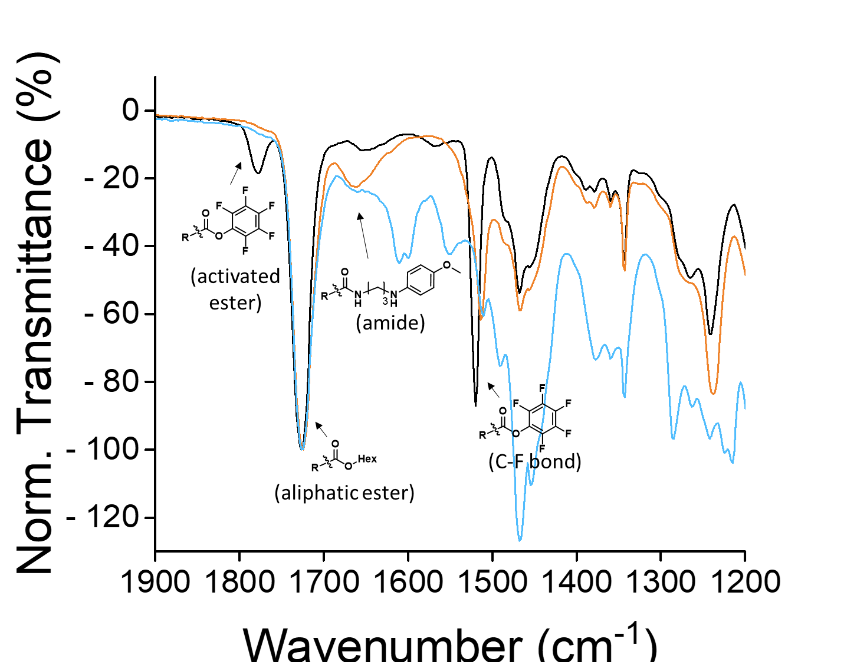 Norm. Transmittance (%)
0
- 20
- 40
- 60
- 80
- 100
- 120
1900 1800 1700 1600 1500 1400 1300 1200
Wavenumber (cm-1)
R O O F F F F F
(activated
ester)
R O N H 3 N H O
(amide)
R O O Hex
(aliphatic ester)
R O O F F F F F
(C-F bond)